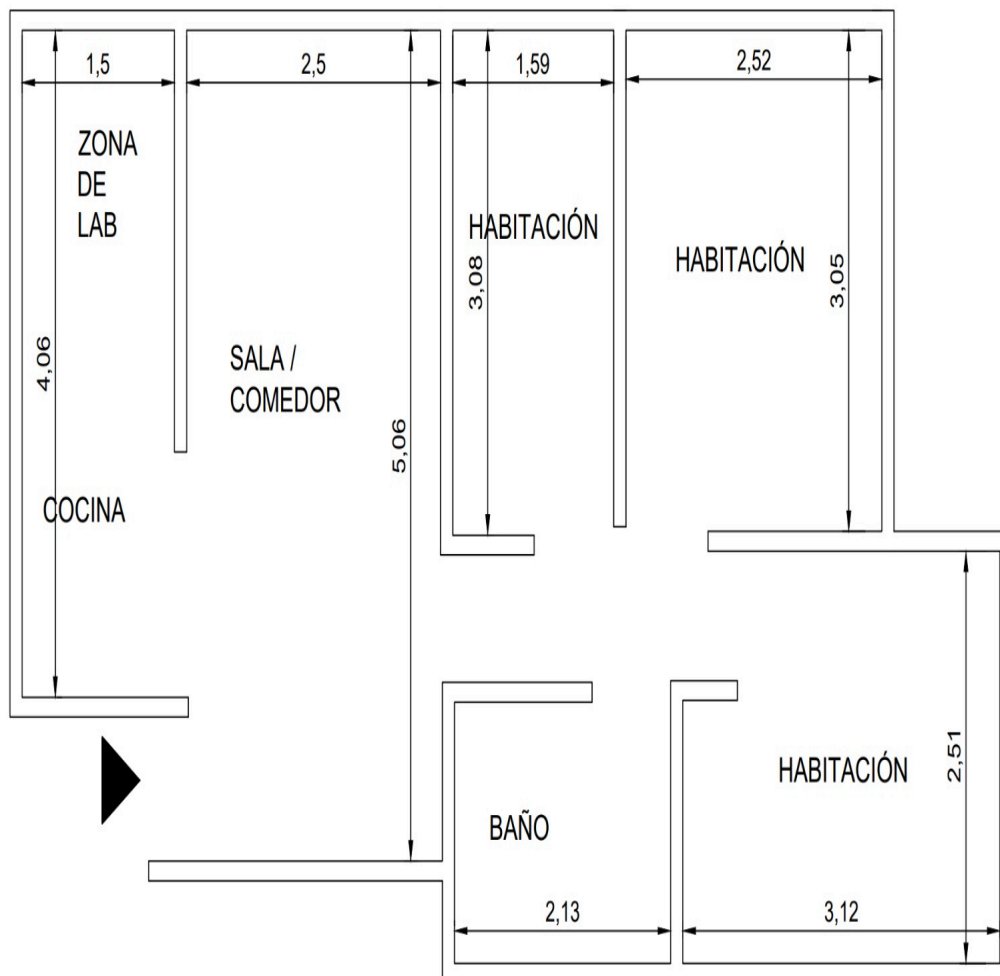 1,5
2,5
1,59
2,52
ZONA
DE
LAB
HABITACIÓN
HABITACIÓN
3,08
3,05
4,06
SALA /
COMEDOR
5,06
COCINA
2,51
HABITACIÓN
BAÑO
2,13
3,12